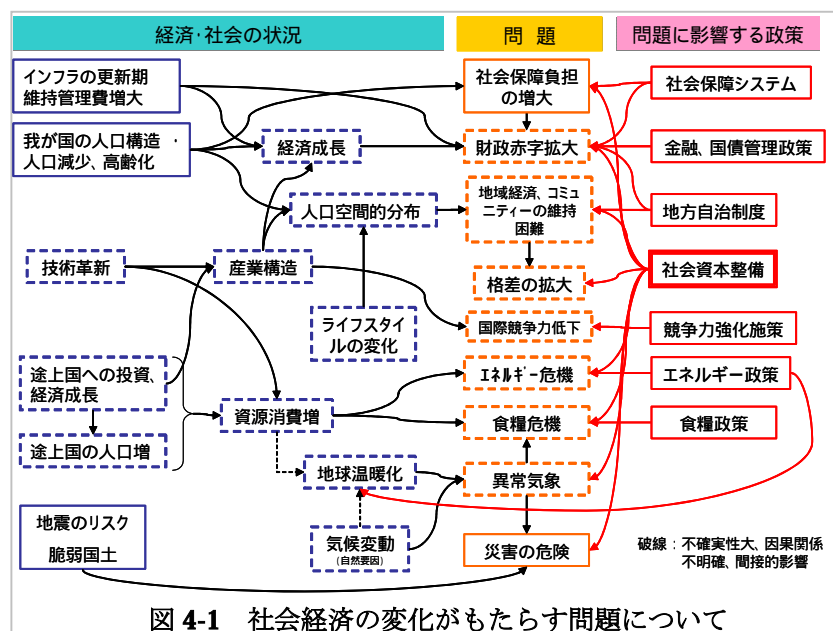 経済・社会の状況
問 題
問題に影響する政策
インフラの更新期
維持管理費増大
我が国の人口構造・
人口減少、高齢化
経済成長
人口空間的分布
技術革新
産業構造
ライフスタ
イルの変化
途上国への投資、
経済成長
途上国の人口増
資源消費増
地球温暖化
気候変動
(自然要因)
地震のリスク
脆弱国土
社会保障負担
の増大
財政赤字拡大
地域経済、コミュ
ニティーの維持
困難
格差の拡大
国際競争力低下
ｴﾈﾙｷﾞｰ危機
食糧危機
異常気象
災害の危険
社会保障システム
金融、国債管理政策
地方自治制度
社会資本整備
競争力強化施策
エネルギー政策
食糧政策
破線：不確実性大、因果関係
不明確、間接的影響
図 4-1 社会経済の変化がもたらす問題について